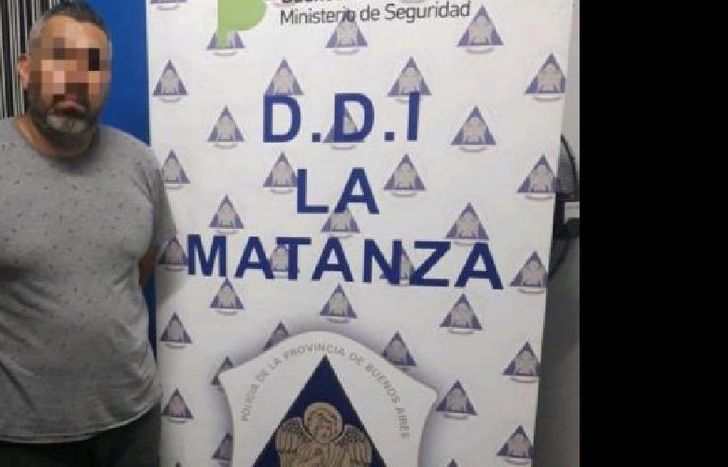 Ministerio de Seguridad
D.D.I
LA
MATANZA
POLICIA DE LA PROVINCIA DE BUENOS AIRES